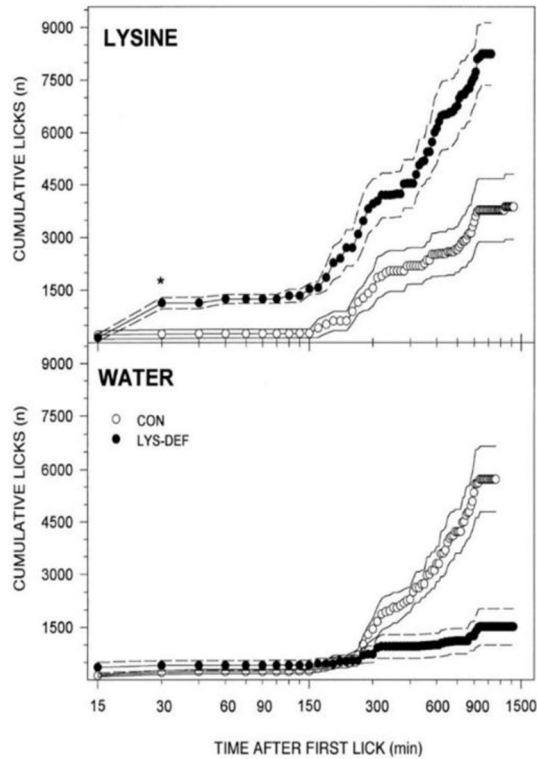 LYSINE
CUMULATIVE LICKS (n)
9000
7500
6000
4500
3000
1500
*
WATER
CUMULATIVE LICKS (n)
9000
7500
6000
4500
3000
1500
CON
LYS-DEF
15 30 60 90 150 300 600 900 1500
TIME AFTER FIRST LICK (min)